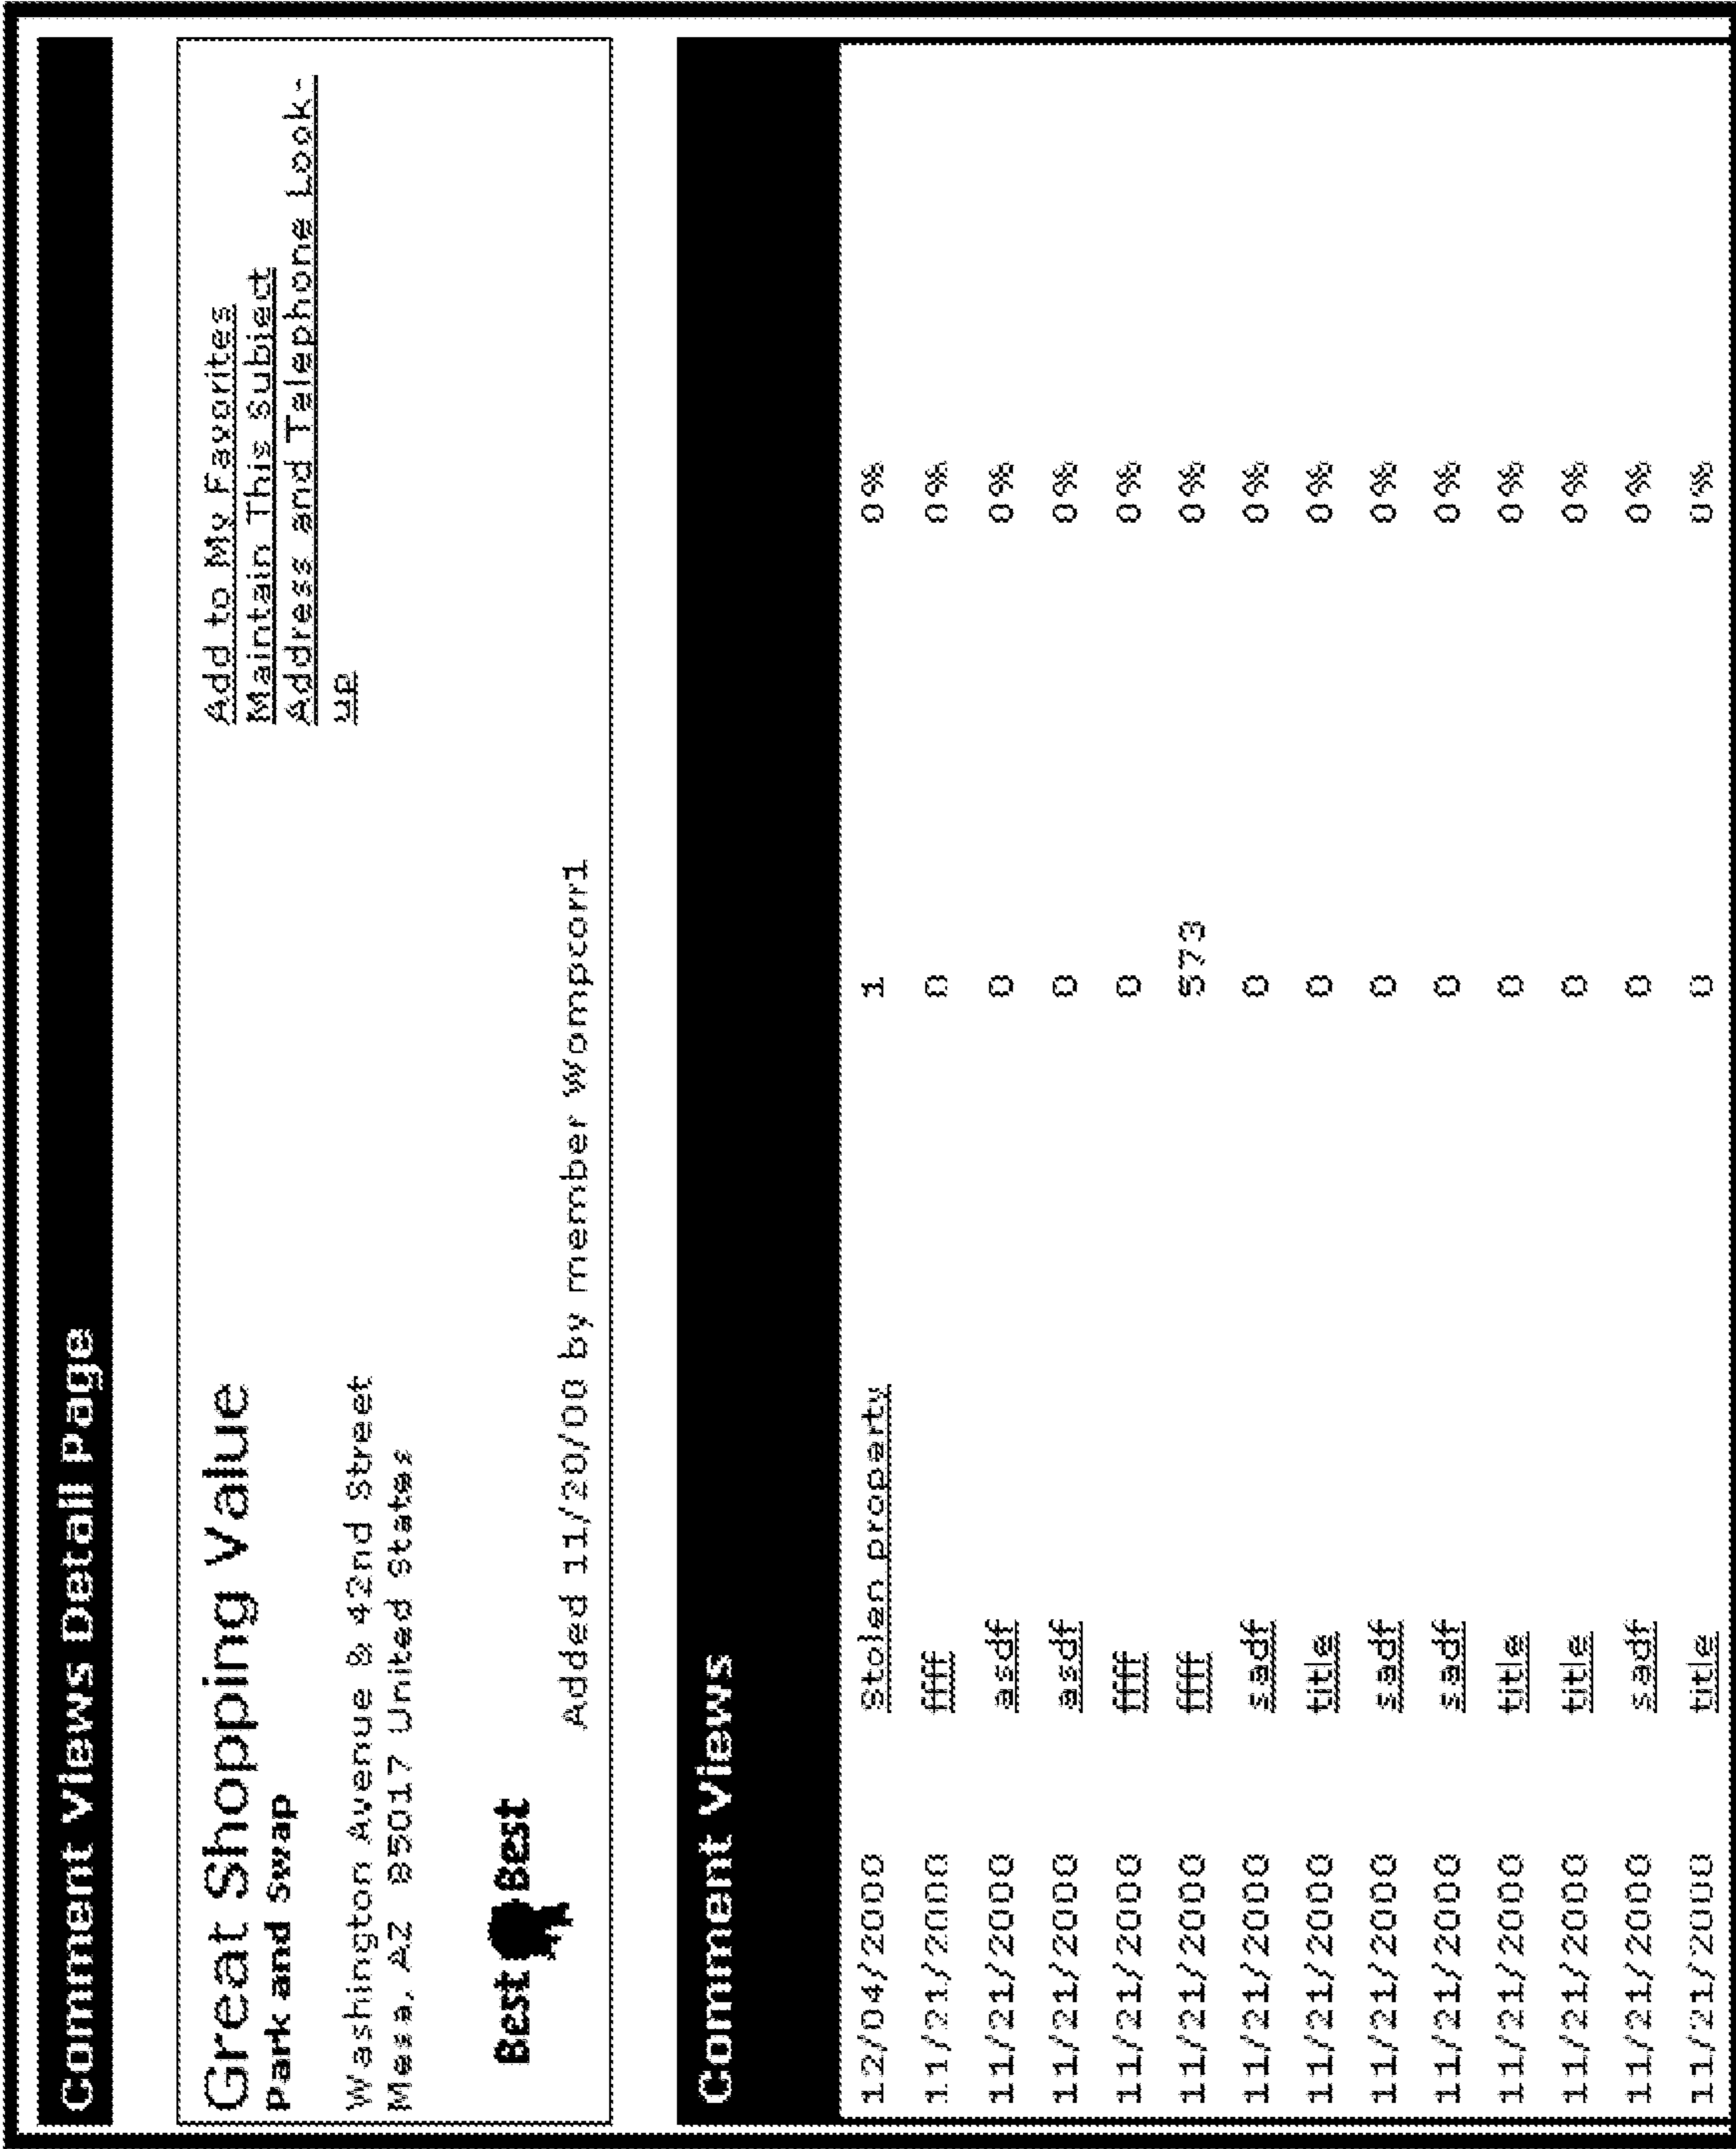 Comment Views Detail Page
Great Shopping Value
Park and Swap
Washington Avenue & 42nd Street
Mesa, AZ 85017 United States
Add to My Favorites
Maintain This Subject
Address and Telephone Look-
up
Best Best
Added 11/20/00 by member Wompcom1
Comment Views
12/04/2000 Stolen property 1 0%
11/21/2000 ffff 0 0%
11/21/2000 asdf 0 0%
11/21/2000 asdf 0 0%
11/21/2000 ffff 0 0%
11/21/2000 ffff 573 0%
11/21/2000 sadf 0 0%
11/21/2000 title 0 0%
11/21/2000 sadf 0 0%
11/21/2000 sadf 0 0%
11/21/2000 title 0 0%
11/21/2000 title 0 0%
11/21/2000 sadf 0 0%
11/21/2000 title 0 0%